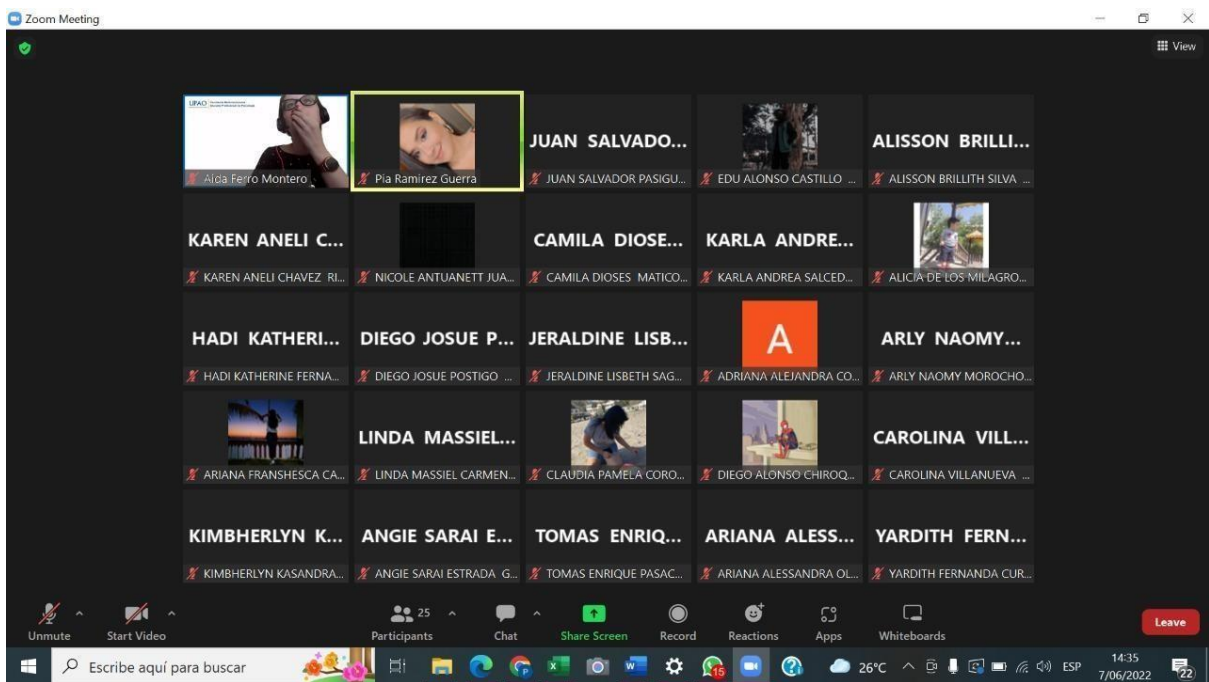 Zoom Meeting
View
UPAO
Aida Ferro Montero
Pia Ramirez Guerra
JUAN SALVADO...
JUAN SALVADOR PASIGU...
EDU ALONSO CASTILLO ...
ALISSON BRILLI...
ALISSON BRILLITH SILVA ...
KAREN ANELI C...
KAREN ANELI CHAVEZ RI...
NICOLE ANTUANETT JUA...
CAMILA DIOSE...
CAMILA DIOSES MATICO...
KARLA ANDRE...
KARLA ANDREA SALCED...
ALICIA DE LOS MILAGRO...
HADI KATHERI...
HADI KATHERINE FERNA...
DIEGO JOSUE P...
DIEGO JOSUE POSTIGO ...
JERALDINE LISB...
JERALDINE LISBETH SAG...
A
ADRIANA ALEJANDRA CO...
ARLY NAOMY...
ARLY NAOMY MOROCHO...
ARIANA FRANSHESCA CA...
LINDA MASSIEL...
LINDA MASSIEL CARMEN...
CLAUDIA PAMELA CORO...
DIEGO ALONSO CHIROQ...
CAROLINA VILL...
CAROLINA VILLANUEVA ...
KIMBHERLYN K...
KIMBHERLYN KASANDRA...
ANGIE SARAI E...
ANGIE SARAI ESTRADA G...
TOMAS ENRIQ...
TOMAS ENRIQUE PASAC...
ARIANA ALESS...
ARIANA ALESSANDRA OL...
YARDITH FERN...
YARDITH FERNANDA CUR...
Unmute
Start Video
25
Participants
Chat
Share Screen
Record
Reactions
Apps
Whiteboards
Leave
Escribe aquí para buscar
15
26°C
ESP
14:35
7/06/2022
22